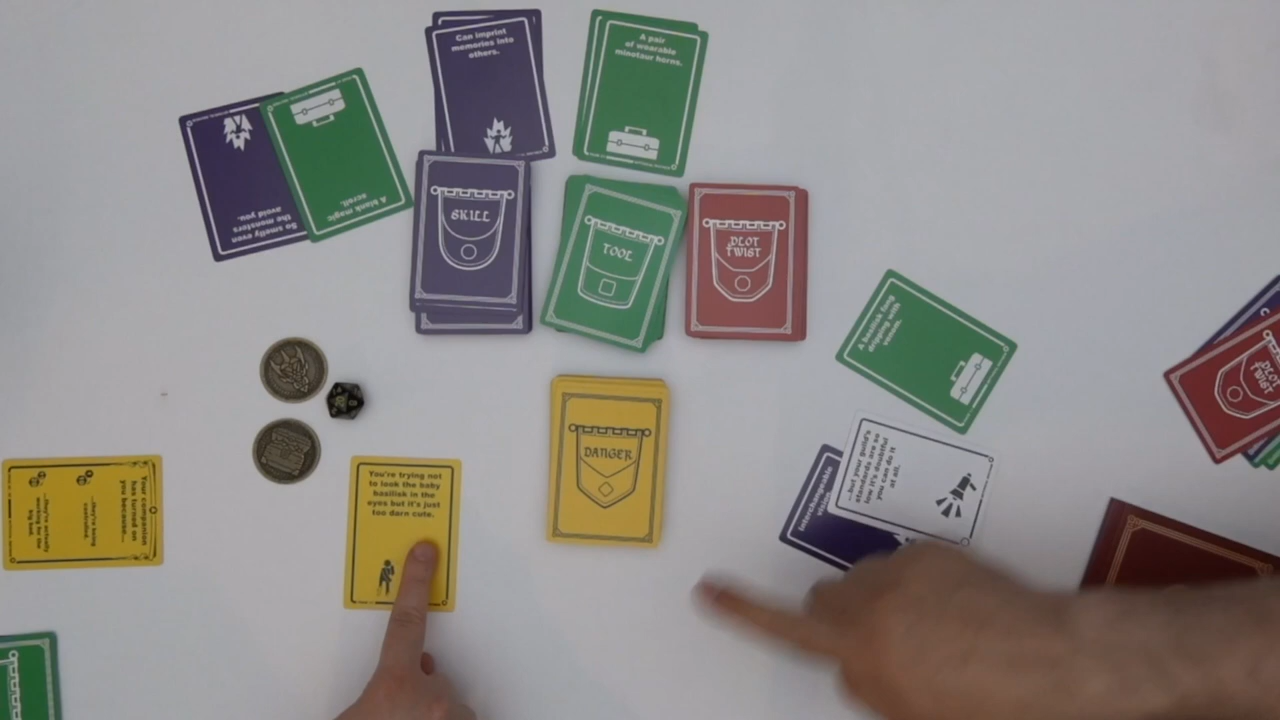 Can imprint
memories into
others.
A pair
of wearable
minotaur horns.
So smelly even
the monsters
avoid you.
A blank magic
scroll.
SKILL
TOOL
PLOT
TWIST
A basilisk fang
dripping with
venom.
PLOT
TWIST
DANGER
Your companion
has turned on
you because...
...they're being
controlled.
...they're actually
working for the
big bad.
You're trying not
to look the baby
basilisk in the
eyes but it's just
too darn cute.
...but your guild's
standards are so
low it's doubtful
you can do it
at all.
Interchangeable